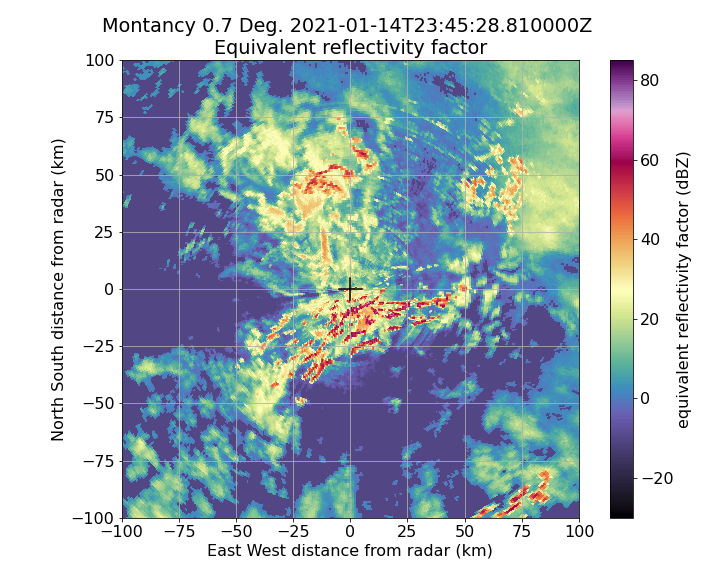 Montancy 0.7 Deg. 2021-01-14T23:45:28.810000Z
Equivalent reflectivity factor
100
75
50
25
0
−25
−50
−75
−100
North South distance from radar (km)
−100 −75 −50 −25 0 25 50 75 100
East West distance from radar (km)
80
60
40
20
0
−20
equivalent reflectivity factor (dBZ)